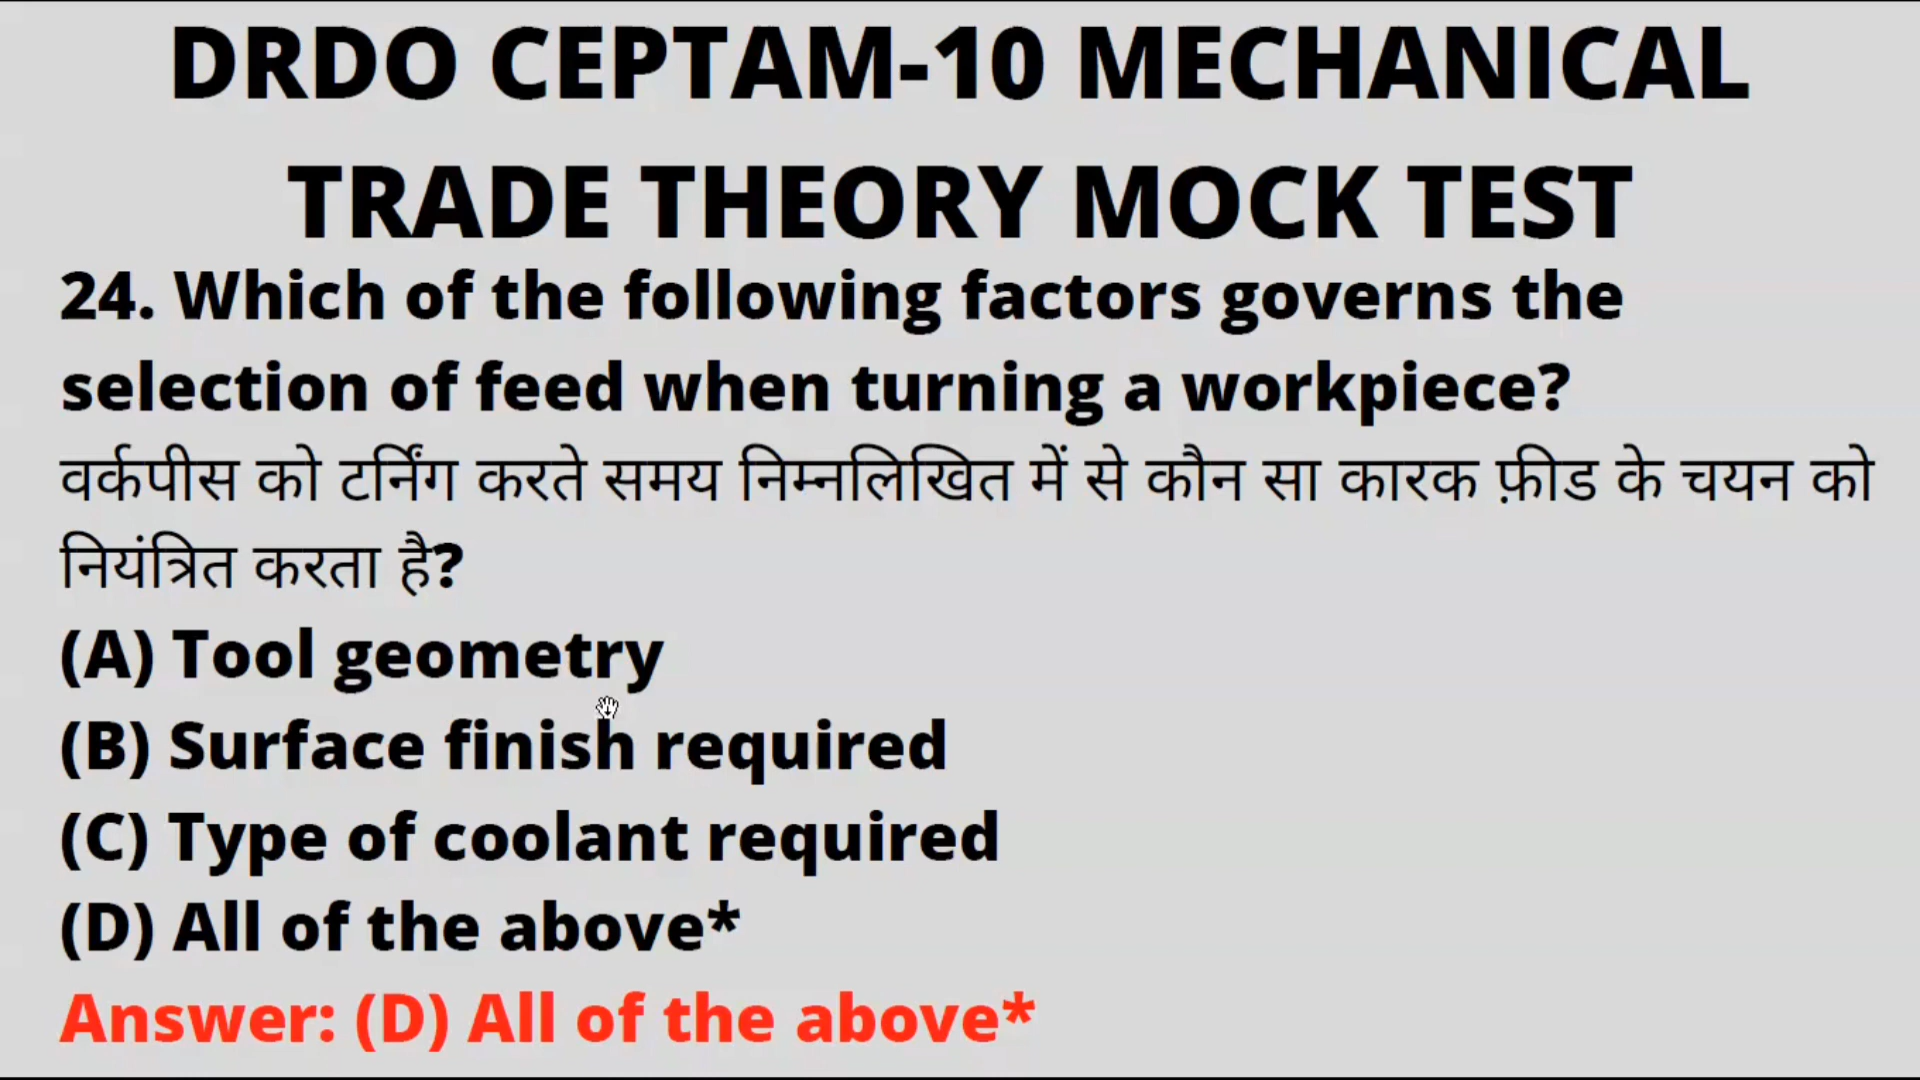 DRDO CEPTAM-10 MECHANICAL
TRADE THEORY MOCK TEST
24. Which of the following factors governs the
selection of feed when turning a workpiece?
वर्कपीस को टर्निंग करते समय निम्नलिखित में से कौन सा कारक फ़ीड के चयन को
नियंत्रित करता है?
(A) Tool geometry
(B) Surface finish required
(C) Type of coolant required
(D) All of the above*
Answer: (D) All of the above*